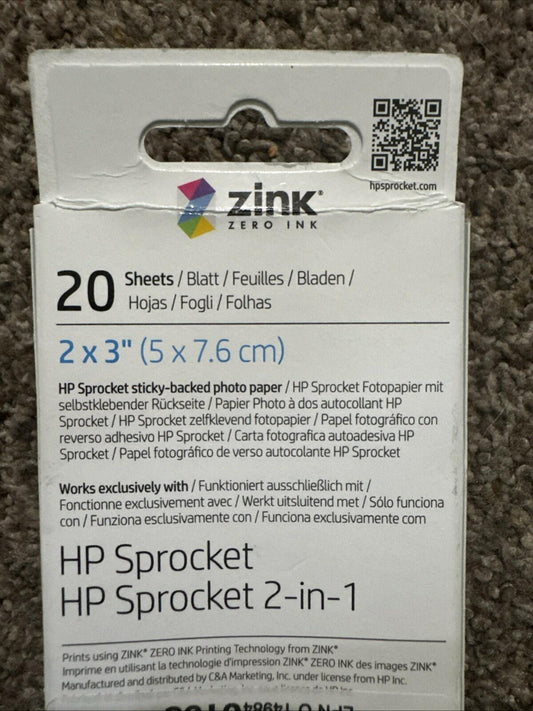 hpsprocket.com
zink®
ZERO INK
20 Sheets / Blatt / Feuilles / Bladen /
Hojas / Fogli / Folhas
2 x 3" (5 x 7.6 cm)
HP Sprocket sticky-backed photo paper / HP Sprocket Fotopapier mit
selbstklebender Rückseite / Papier Photo à dos autocollant HP
Sprocket / HP Sprocket zelfklevend fotopapier / Papel fotográfico con
reverso adhesivo HP Sprocket / Carta fotografica autoadesiva HP
Sprocket / Papel fotográfico de verso autocolante HP Sprocket
Works exclusively with / Funktioniert ausschließlich mit /
Fonctionne exclusivement avec / Werkt uitsluitend met / Sólo funciona
con / Funziona esclusivamente con / Funciona exclusivamente com
HP Sprocket
HP Sprocket 2-in-1
Prints using ZINK® ZERO INK Printing Technology from ZINK®
Imprime en utilisant la technologie d'impression ZINK® ZERO INK des images ZINK®
Manufactured and distributed by C&A Marketing, Inc. under license from HP Inc.